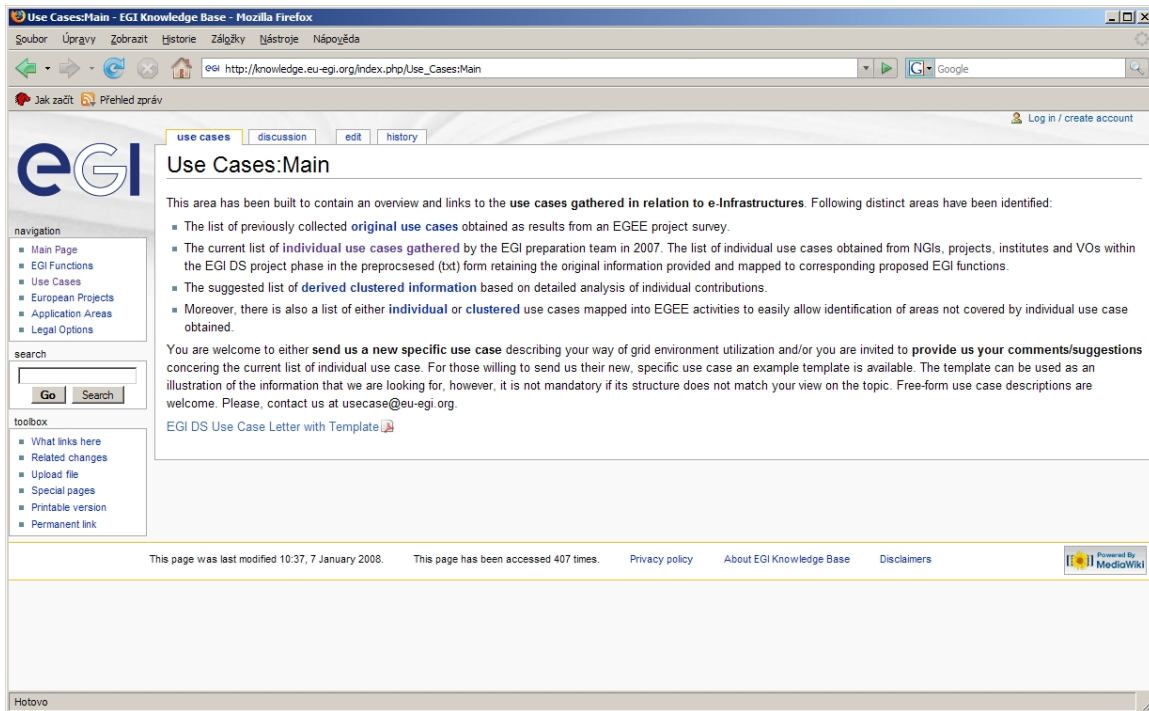 Use Cases:Main - EGI Knowledge Base - Mozilla Firefox
Soubor Úpravy Zobrazit Historie Záložky Nástroje Nápověda
http://knowledge.eu-egi.org/index.php/Use_Cases:Main
Google
Jak začít Přehled zpráv
Log in / create account
eGI
use cases discussion edit history
Use Cases:Main
This area has been built to contain an overview and links to the use cases gathered in relation to e-Infrastructures. Following distinct areas have been identified:
The list of previously collected original use cases obtained as results from an EGEE project survey.
The current list of individual use cases gathered by the EGI preparation team in 2007. The list of individual use cases obtained from NGIs, projects, institutes and VOs within
the EGI DS project phase in the preprocsesed (txt) form retaining the original information provided and mapped to corresponding proposed EGI functions.
The suggested list of derived clustered information based on detailed analysis of individual contributions.
Moreover, there is also a list of either individual or clustered use cases mapped into EGEE activities to easily allow identification of areas not covered by individual use case
obtained.
You are welcome to either send us a new specific use case describing your way of grid environment utilization and/or you are invited to provide us your comments/suggestions
concering the current list of individual use case. For those willing to send us their new, specific use case an example template is available. The template can be used as an
illustration of the information that we are looking for, however, it is not mandatory if its structure does not match your view on the topic. Free-form use case descriptions are
welcome. Please, contact us at usecase@eu-egi.org.
EGI DS Use Case Letter with Template
navigation
Main Page
EGI Functions
Use Cases
European Projects
Application Areas
Legal Options
search
Go Search
toolbox
What links here
Related changes
Upload file
Special pages
Printable version
Permanent link
This page was last modified 10:37, 7 January 2008. This page has been accessed 407 times. Privacy policy About EGI Knowledge Base Disclaimers
Powered By
MediaWiki
Hotovo